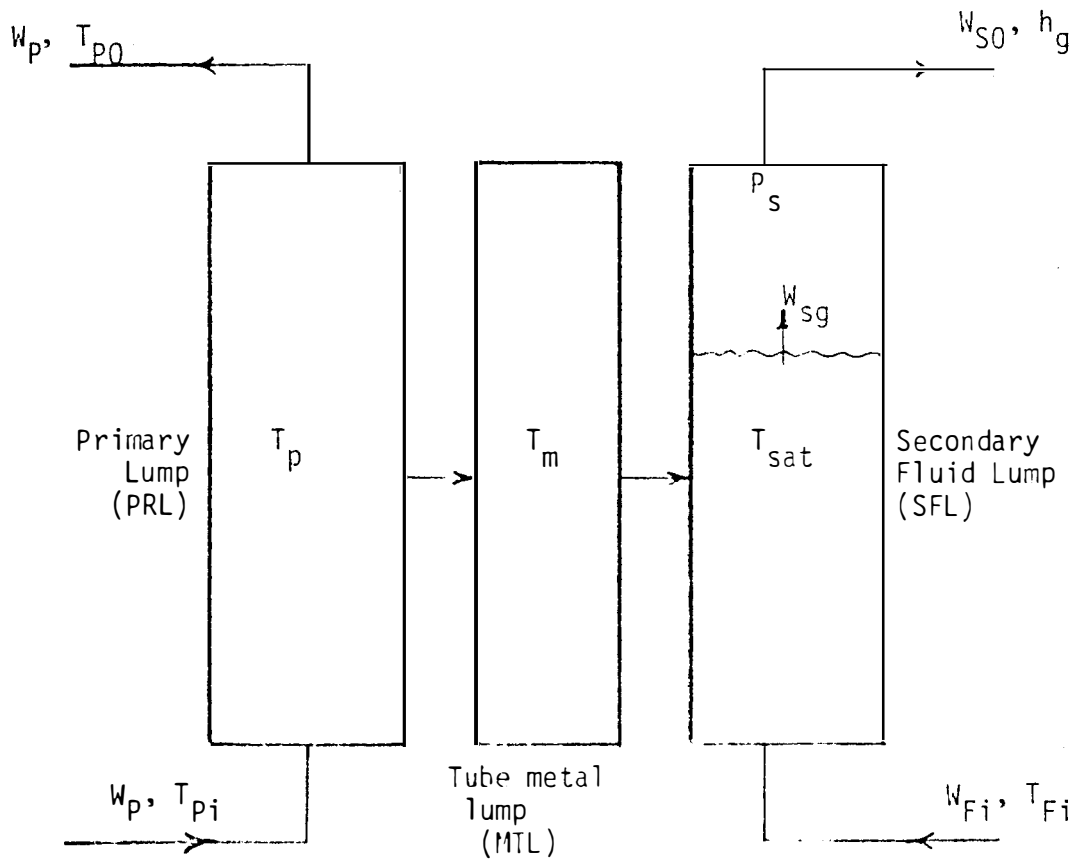 W_P, T_PO
W_SO, h_g
P_s
W_sg
Primary
Lump
(PRL)
T_p
T_m
T_sat
Secondary
Fluid Lump
(SFL)
W_P, T_Pi
Tube metal
lump
(MTL)
W_Fi, T_Fi